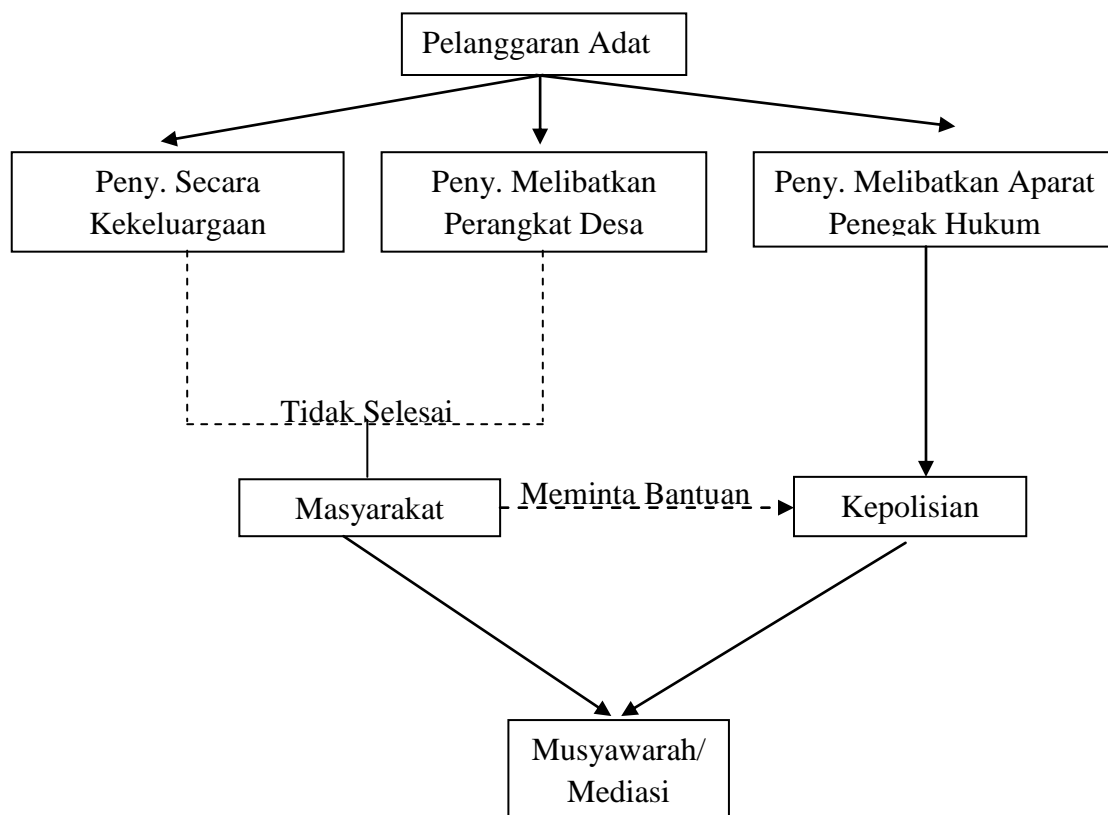 Pelanggaran Adat
Peny. Secara
Kekeluargaan
Peny. Melibatkan
Perangkat Desa
Peny. Melibatkan Aparat
Penegak Hukum
Tidak Selesai
Masyarakat
Meminta Bantuan
Kepolisian
Musyawarah/
Mediasi